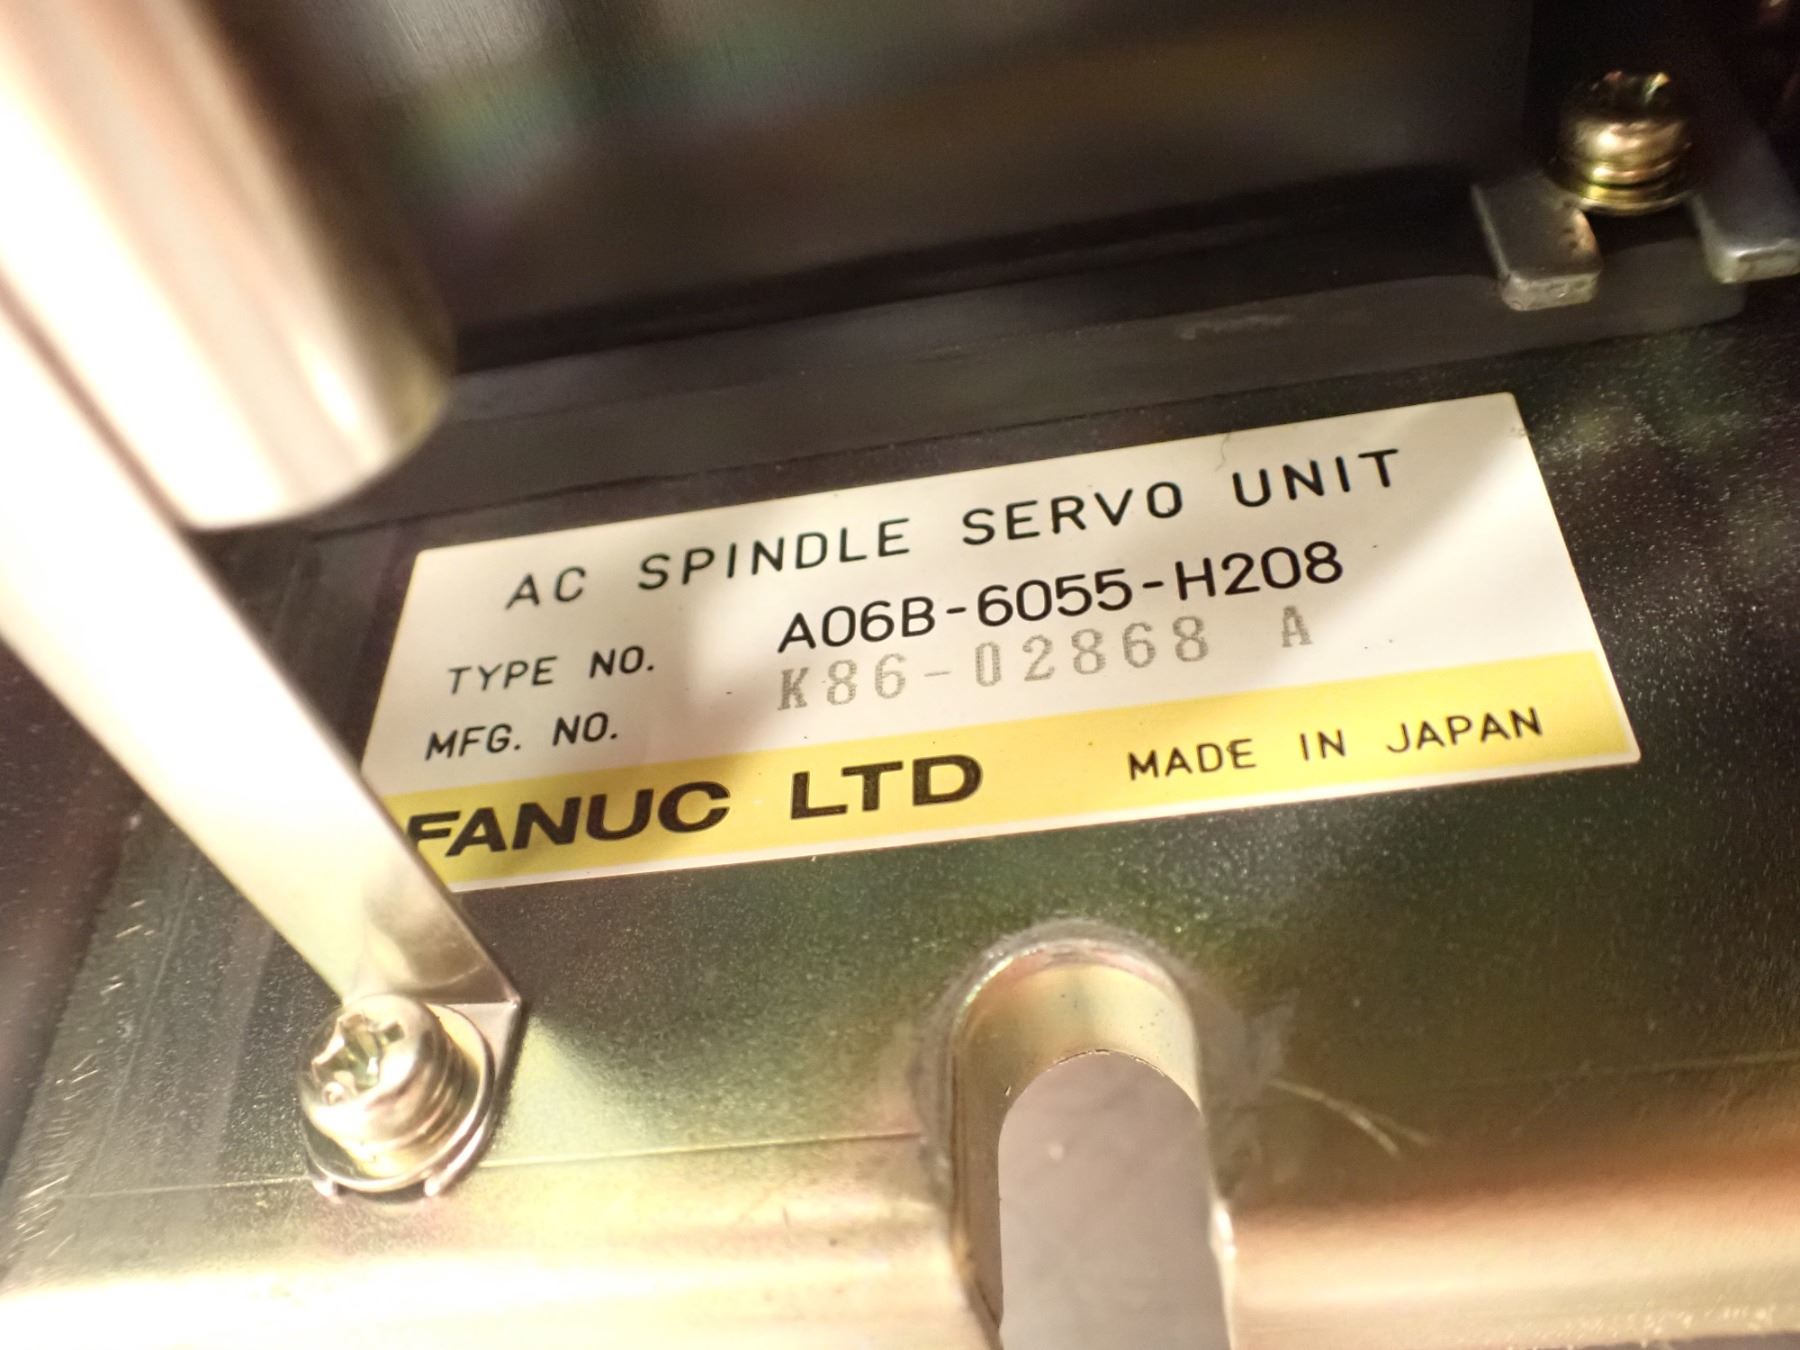 AC SPINDLE SERVO UNIT
TYPE NO. A06B-6055-H208
MFG. NO. K86-02868 A
FANUC LTD MADE IN JAPAN